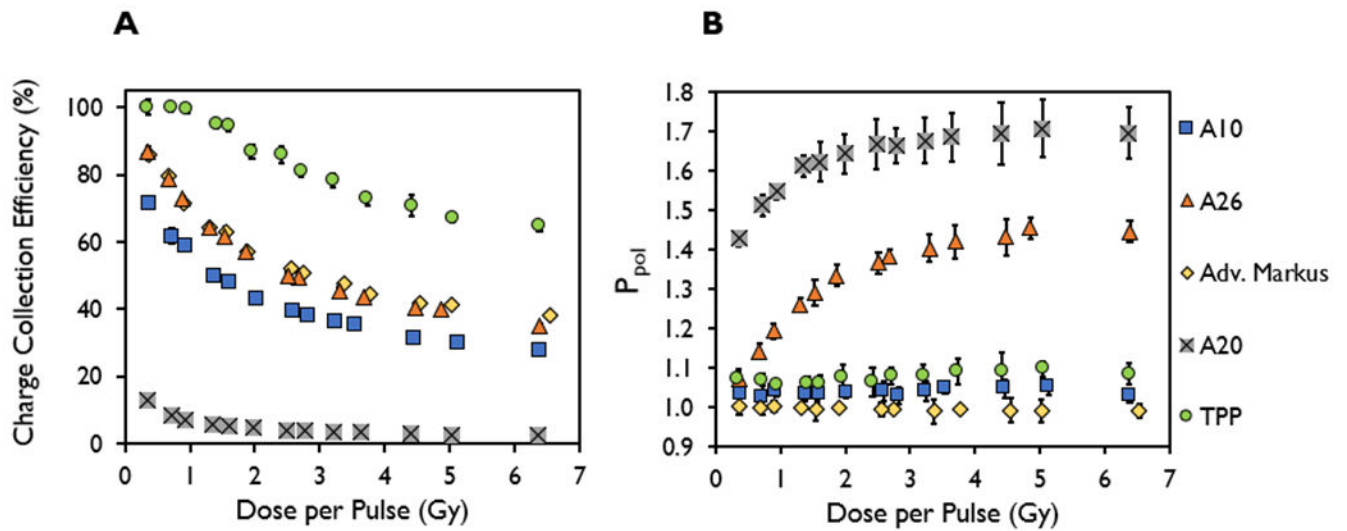 A
Charge Collection Efficiency (%)
100
80
60
40
20
0
0 1 2 3 4 5 6 7
Dose per Pulse (Gy)
B
Ppol
1.8
1.7
1.6
1.5
1.4
1.3
1.2
1.1
1.0
0.9
0 1 2 3 4 5 6 7
Dose per Pulse (Gy)
A10
A26
Adv. Markus
A20
TPP